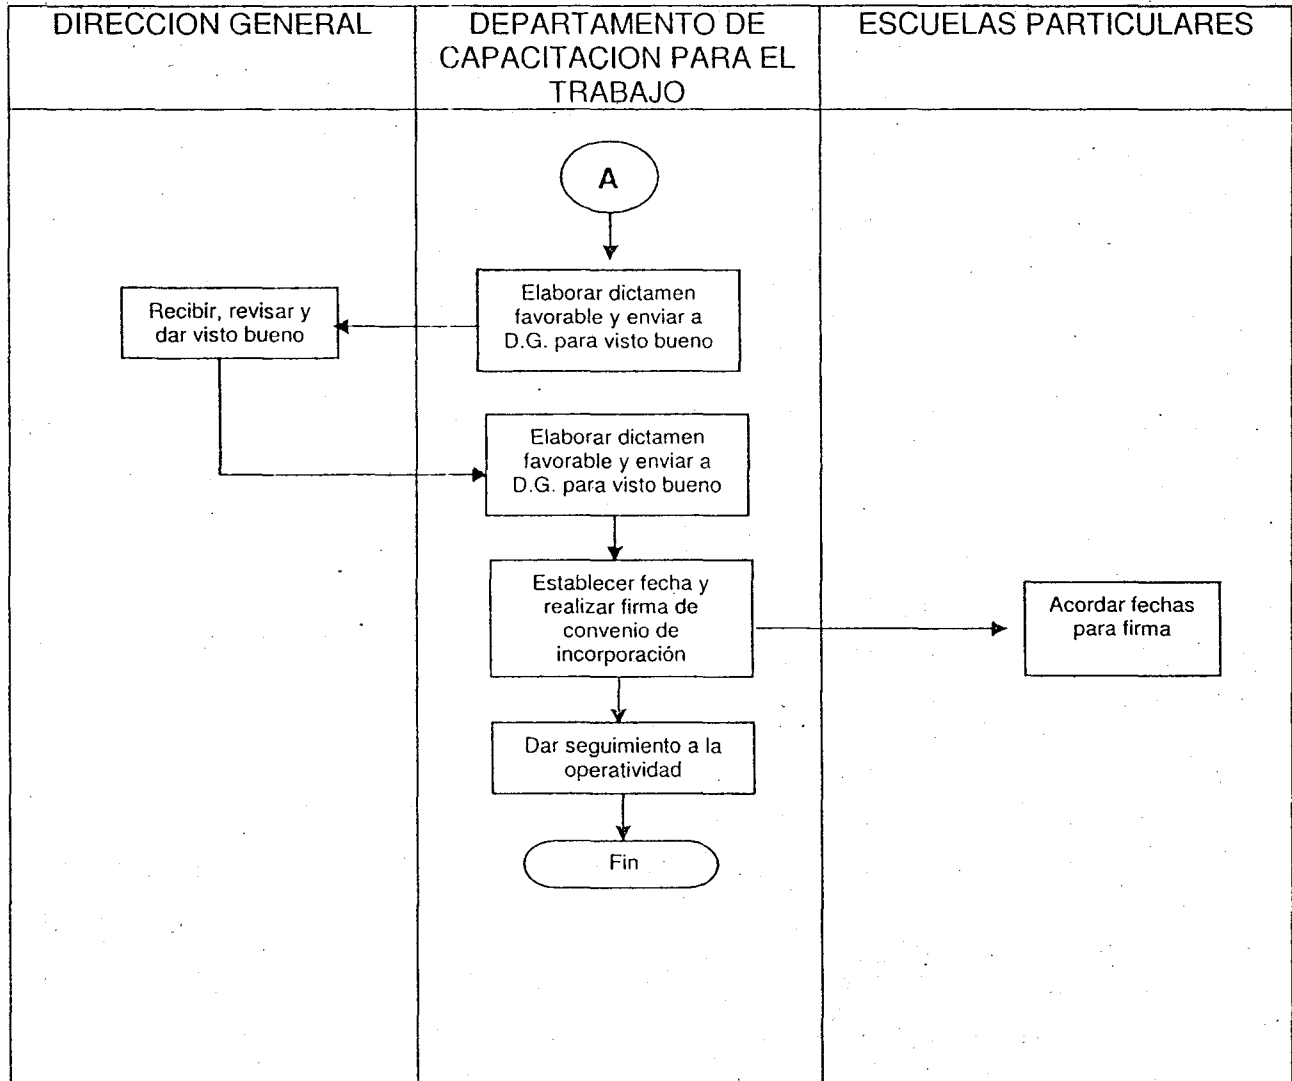 DIRECCION GENERAL
DEPARTAMENTO DE
CAPACITACION PARA EL
TRABAJO
ESCUELAS PARTICULARES
A
Elaborar dictamen
favorable y enviar a
D.G. para visto bueno
Recibir, revisar y
dar visto bueno
Elaborar dictamen
favorable y enviar a
D.G. para visto bueno
Establecer fecha y
realizar firma de
convenio de
incorporación
Acordar fechas
para firma
Dar seguimiento a la
operatividad
Fin